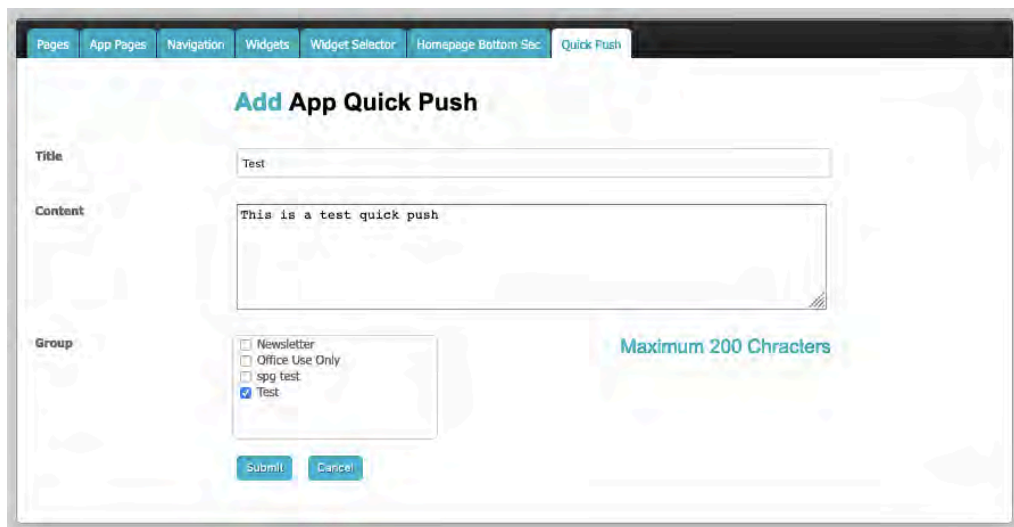 Pages App Pages Navigation Widgets Widget Selector Homepage Bottom Sec Quick Push
Add App Quick Push
Title
Test
Content
This is a test quick push
Group
Newsletter
Office Use Only
spg test
Test
Maximum 200 Chracters
Submit Cancel